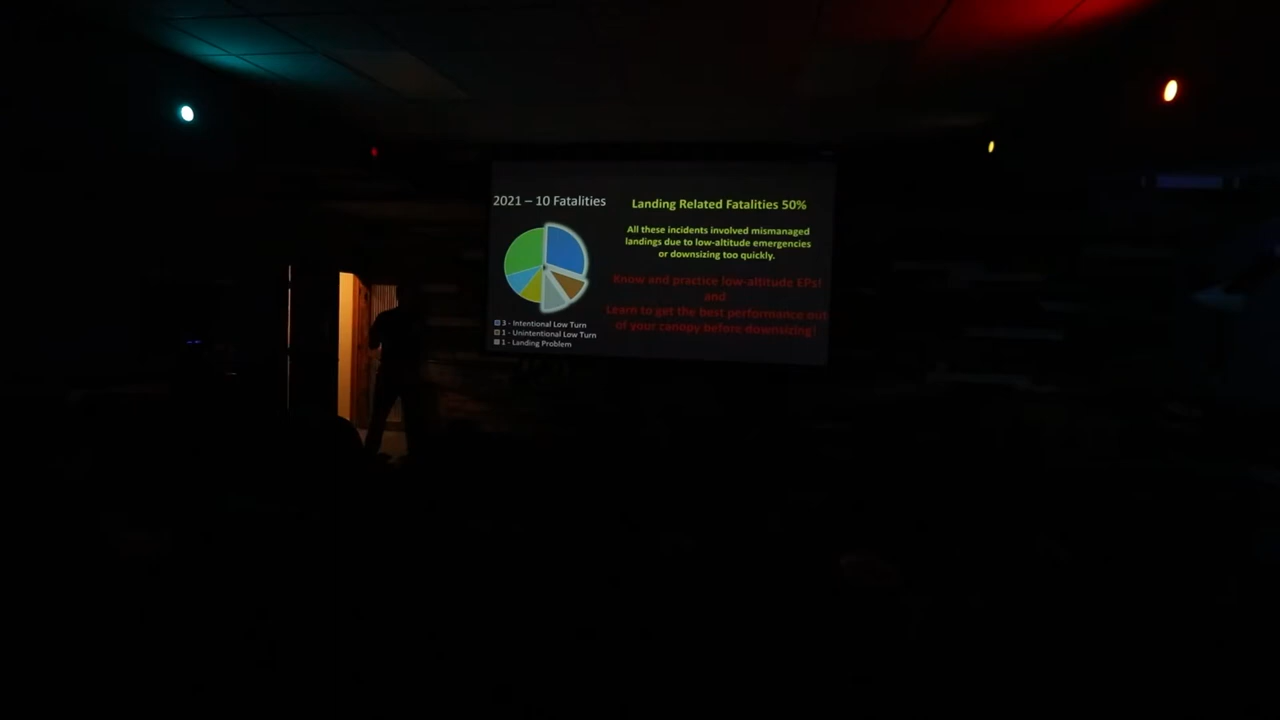 2021 – 10 Fatalities
3 - Intentional Low Turn
1 - Unintentional Low Turn
1 - Landing Problem
Landing Related Fatalities 50%
All these incidents involved mismanaged
landings due to low-altitude emergencies
or downsizing too quickly.
Know and practice low-altitude EPs!
and
Learn to get the best performance out
of your canopy before downsizing!